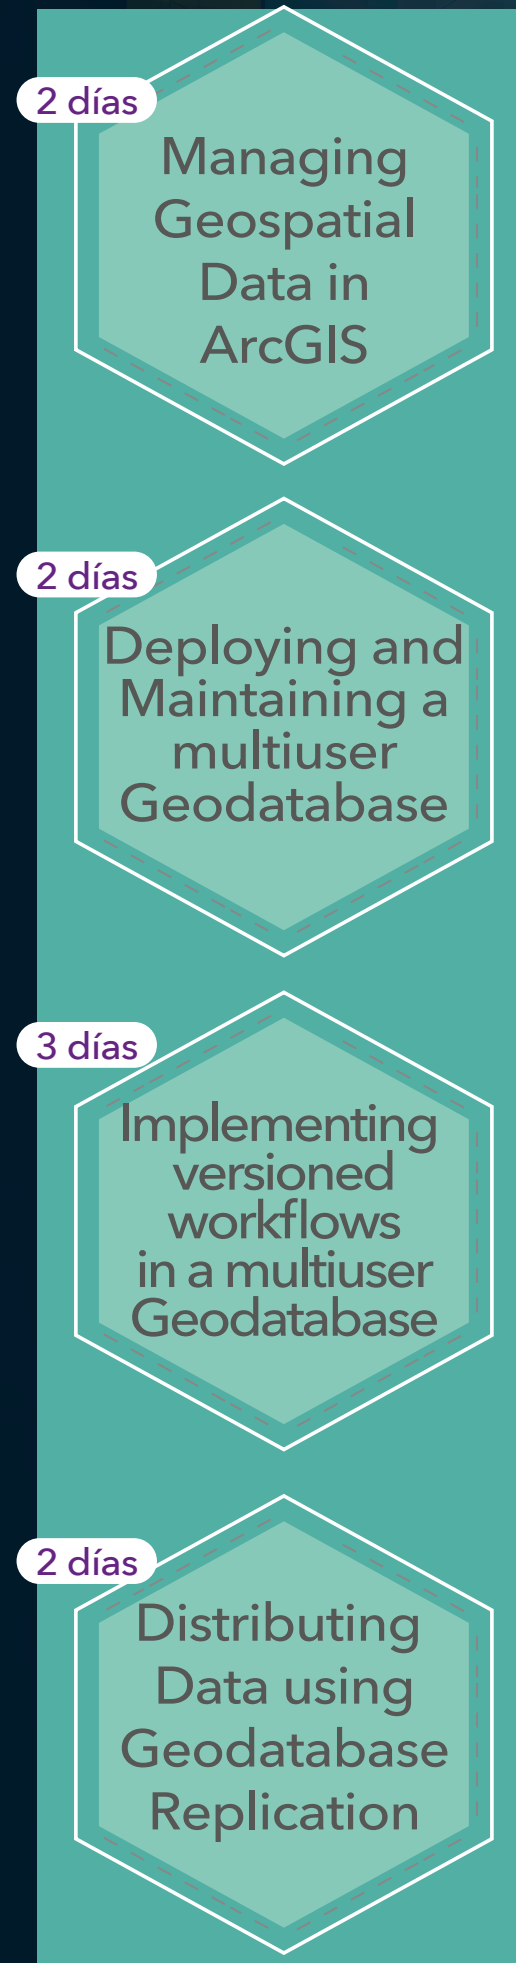 2 días
Managing
Geospatial
Data in
ArcGIS
2 días
Deploying and
Maintaining a
multiuser
Geodatabase
3 días
Implementing
versioned
workflows
in a multiuser
Geodatabase
2 días
Distributing
Data using
Geodatabase
Replication